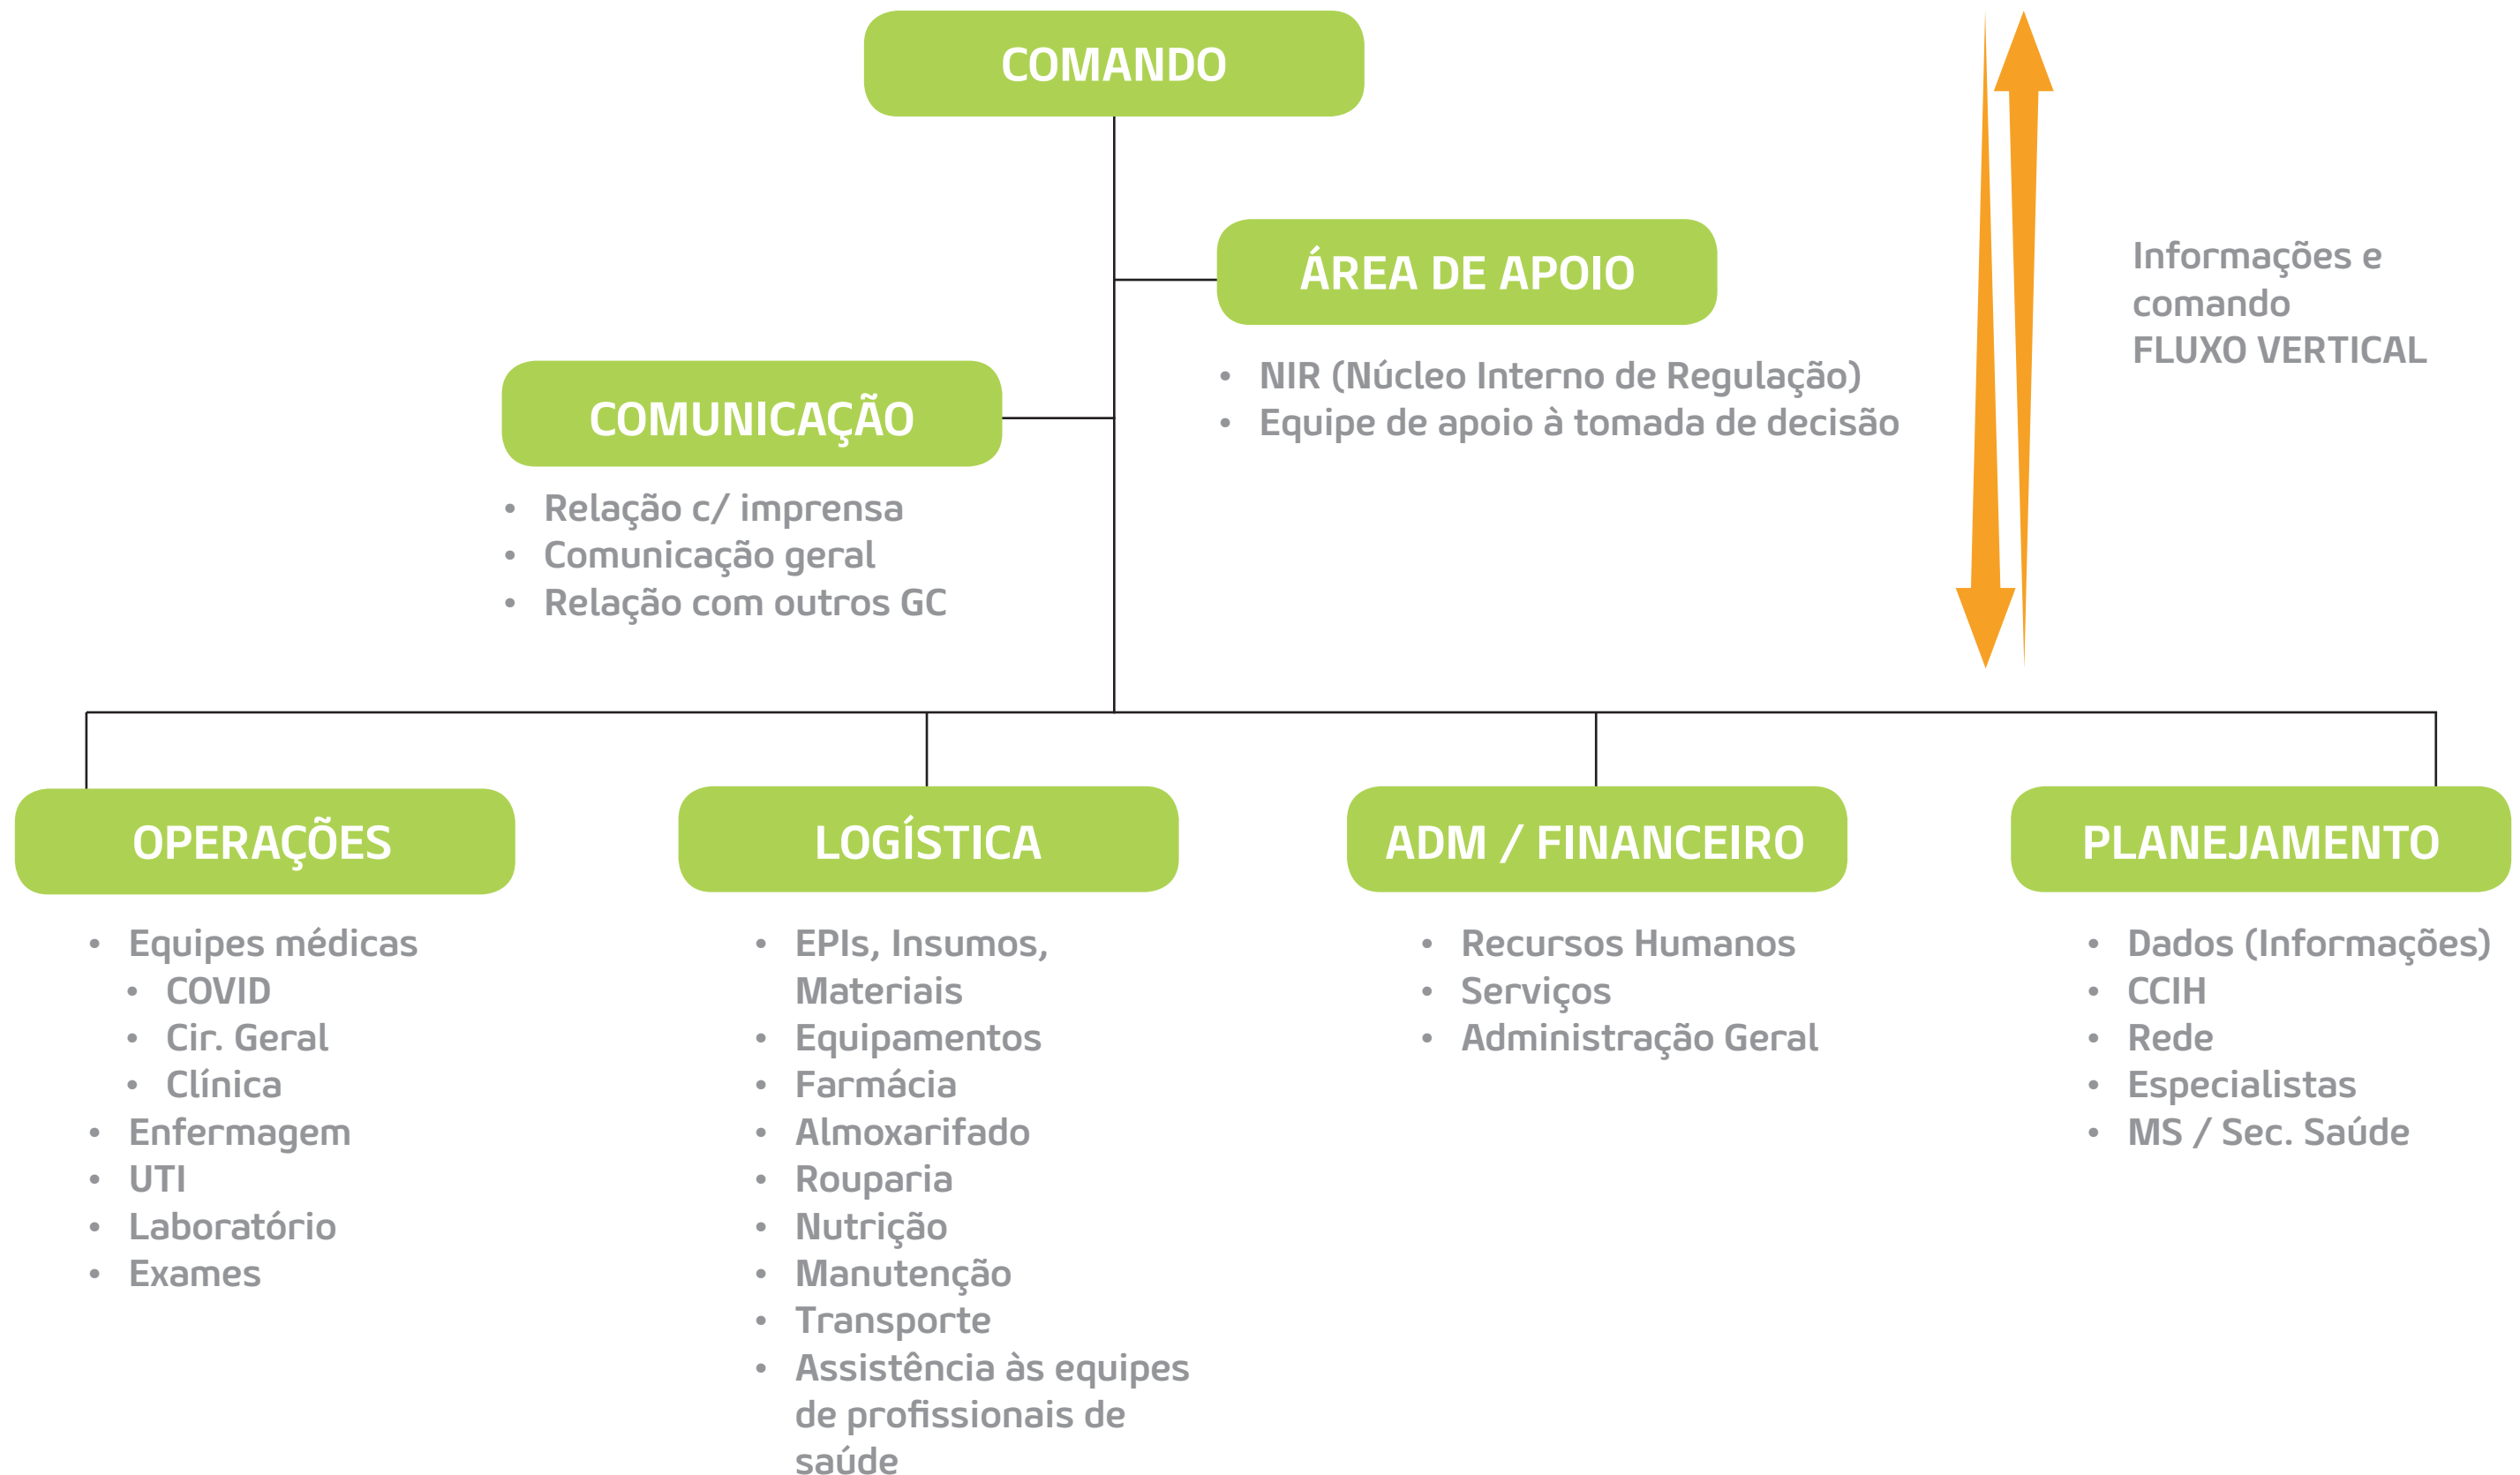 COMANDO
ÁREA DE APOIO
• NIR (Núcleo Interno de Regulação)
• Equipe de apoio à tomada de decisão
Informações e
comando
FLUXO VERTICAL
COMUNICAÇÃO
• Relação c/ imprensa
• Comunicação geral
• Relação com outros GC
OPERAÇÕES
• Equipes médicas
• COVID
• Cir. Geral
• Clínica
• Enfermagem
• UTI
• Laboratório
• Exames
LOGÍSTICA
• EPIs, Insumos,
Materiais
• Equipamentos
• Farmácia
• Almoxarifado
• Rouparia
• Nutrição
• Manutenção
• Transporte
• Assistência às equipes
de profissionais de
saúde
ADM / FINANCEIRO
• Recursos Humanos
• Serviços
• Administração Geral
PLANEJAMENTO
• Dados (Informações)
• CCIH
• Rede
• Especialistas
• MS / Sec. Saúde